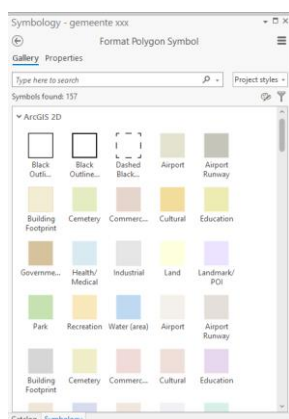 Symbology - gemeente xxx
Format Polygon Symbol
Gallery Properties
Type here to search
Project styles
Symbols found: 157
ArcGIS 2D
Black Outli... Black Outline... Dashed Black... Airport Airport Runway
Building Footprint Cemetery Commerc... Cultural Education
Governme... Health/ Medical Industrial Land Landmark/ POI
Park Recreation Water (area) Airport Airport Runway
Building Footprint Cemetery Commerc... Cultural Education
Catalog Symbology